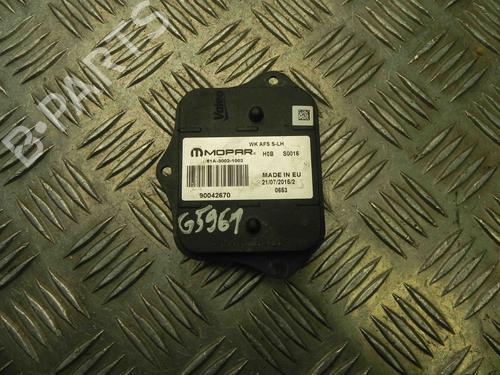 B-PARTS
Valeo
WK AFS S-LH
MOPAR
H0B S0016
61A-3002-1002
MADE IN EU
21/07/2015/2
90042670
0653
G5961